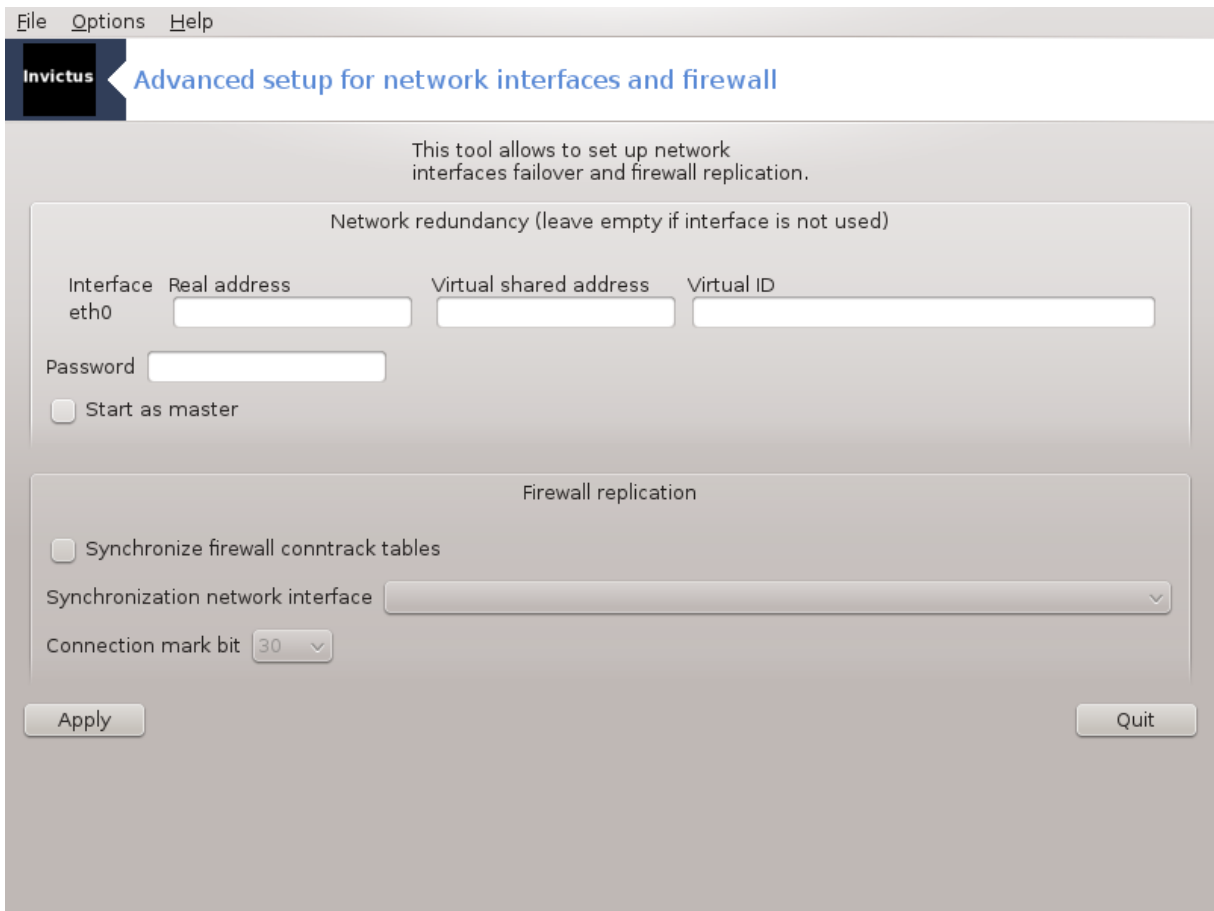 File Options Help
Invictus
Advanced setup for network interfaces and firewall
This tool allows to set up network
interfaces failover and firewall replication.
Network redundancy (leave empty if interface is not used)
Interface Real address Virtual shared address Virtual ID
eth0
Password
Start as master
Firewall replication
Synchronize firewall conntrack tables
Synchronization network interface
Connection mark bit 30
Apply Quit